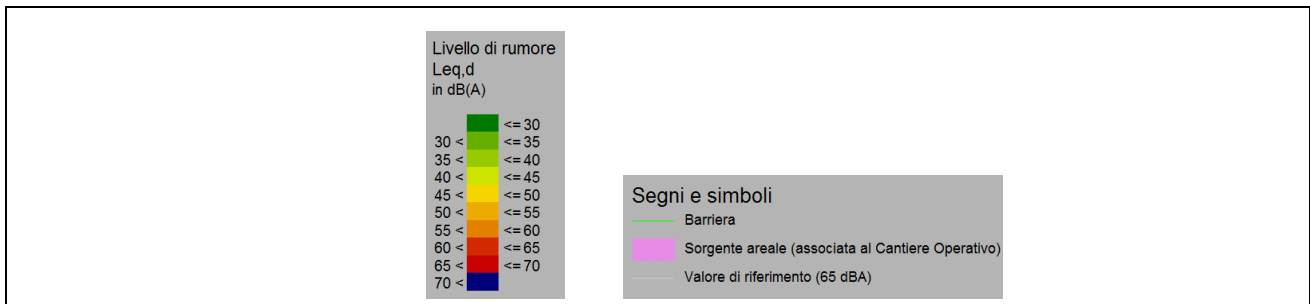 Livello di rumore
Leq,d
in dB(A)
<= 30
30 < <= 35
35 < <= 40
40 < <= 45
45 < <= 50
50 < <= 55
55 < <= 60
60 < <= 65
65 < <= 70
70 <
Segni e simboli
Barriera
Sorgente areale (associata al Cantiere Operativo)
Valore di riferimento (65 dBA)